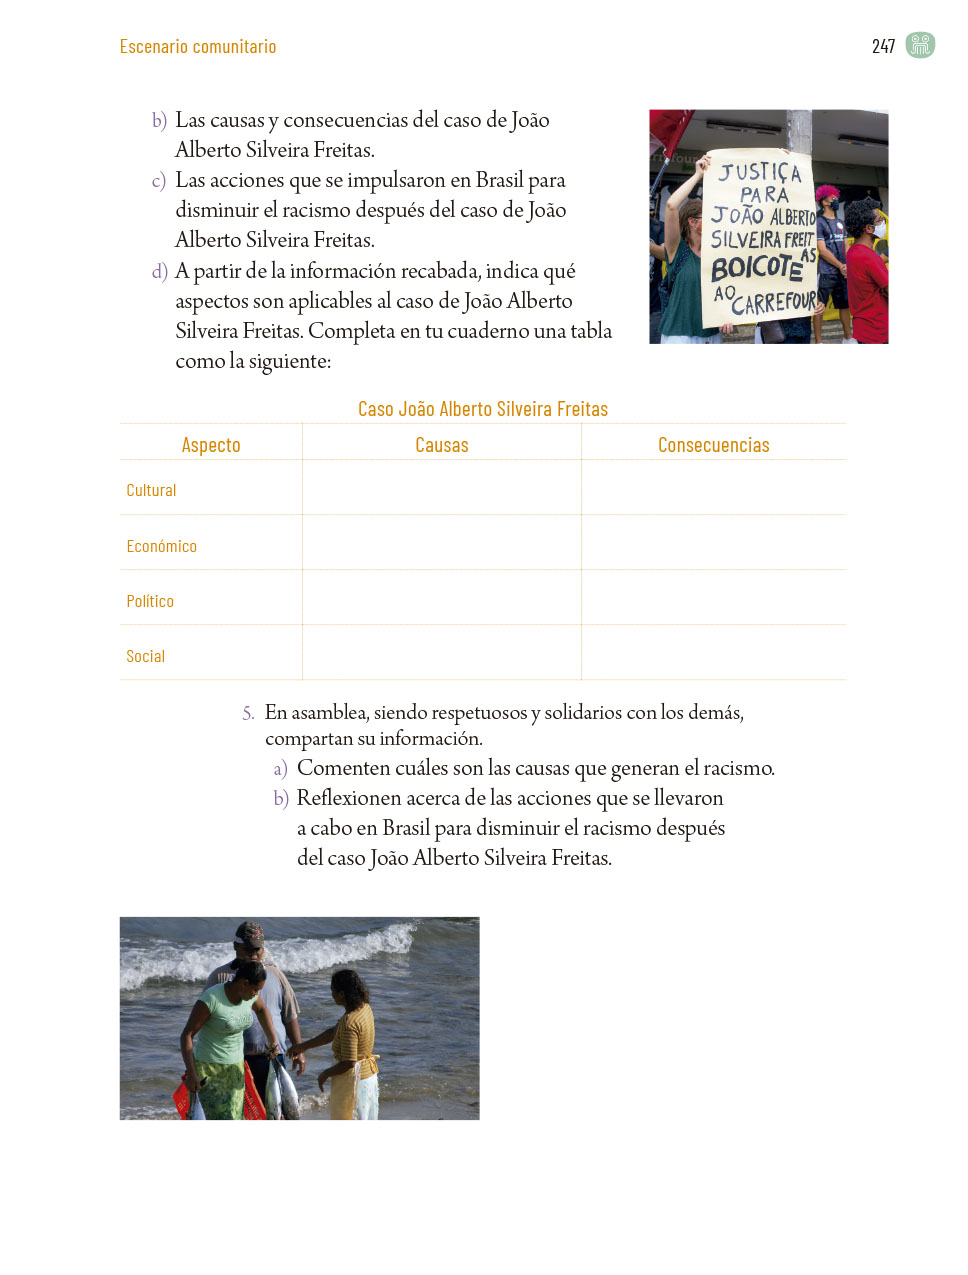 Escenario comunitario
247
b) Las causas y consecuencias del caso de João
Alberto Silveira Freitas.
c) Las acciones que se impulsaron en Brasil para
disminuir el racismo después del caso de João
Alberto Silveira Freitas.
d) A partir de la información recabada, indica qué
aspectos son aplicables al caso de João Alberto
Silveira Freitas. Completa en tu cuaderno una tabla
como la siguiente:
JUSTIÇA
PARA
JOÃO ALBERTO
SILVEIRA FREIT
AS
BOICOTE
AO
CARREFOUR
Caso João Alberto Silveira Freitas
Aspecto Causas Consecuencias
Cultural
Económico
Político
Social
5. En asamblea, siendo respetuosos y solidarios con los demás,
compartan su información.
a) Comenten cuáles son las causas que generan el racismo.
b) Reflexionen acerca de las acciones que se llevaron
a cabo en Brasil para disminuir el racismo después
del caso João Alberto Silveira Freitas.